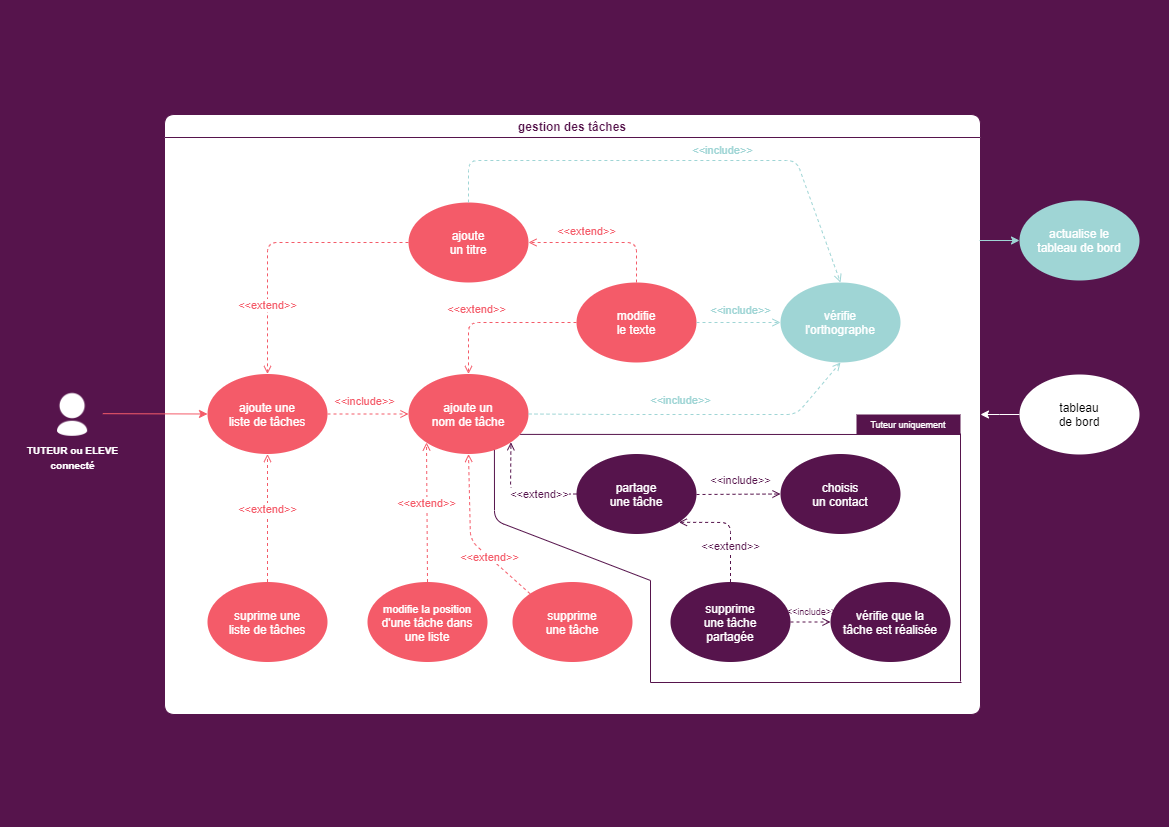 gestion des tâches
<<include>>
ajoute
un titre
<<extend>>
actualise le
tableau de bord
<<extend>>
<<extend>>
modifie
le texte
<<include>>
vérifie
l'orthographe
ajoute une
liste de tâches
<<include>>
ajoute un
nom de tâche
<<include>>
tableau
de bord
Tuteur uniquement
TUTEUR ou ELEVE
connecté
<<extend>>
<<extend>>
<<extend>>
partage
une tâche
<<include>>
choisis
un contact
<<extend>>
<<extend>>
suprime une
liste de tâches
modifie la position
d'une tâche dans
une liste
supprime
une tâche
supprime
une tâche
partagée
<<include>
vérifie que la
tâche est réalisée